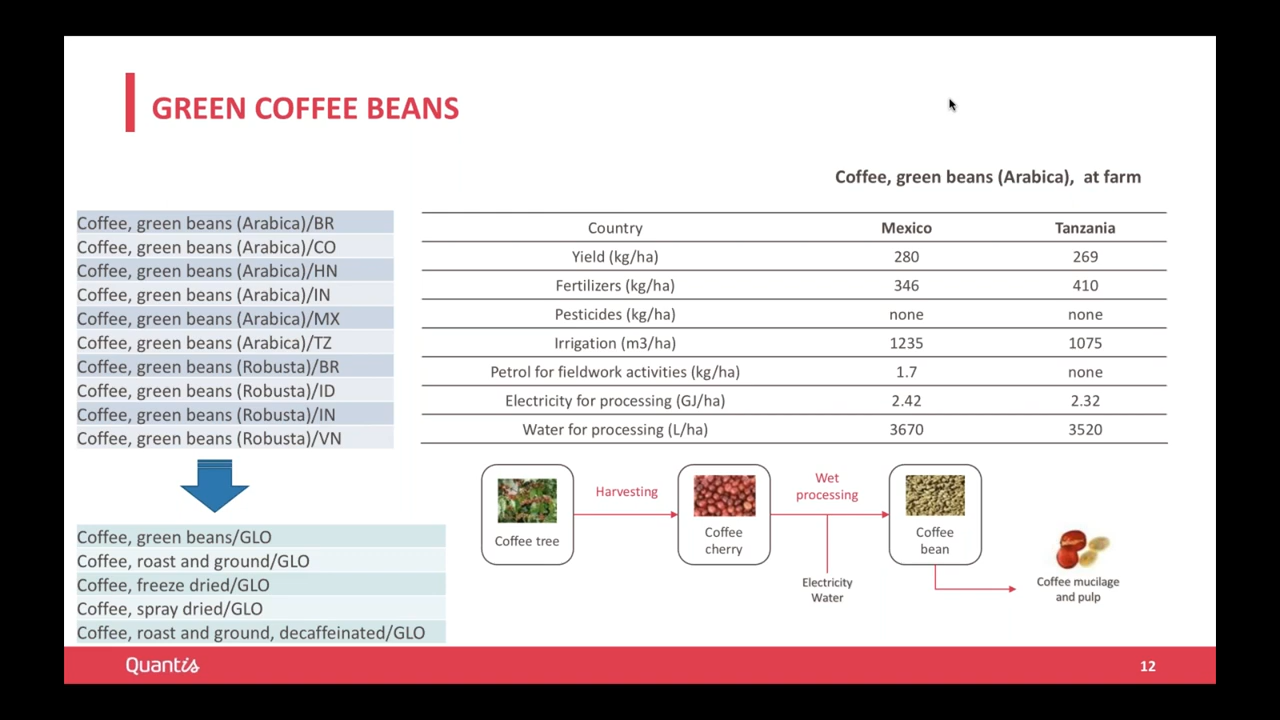 GREEN COFFEE BEANS
Coffee, green beans (Arabica), at farm
Coffee, green beans (Arabica)/BR
Coffee, green beans (Arabica)/CO
Coffee, green beans (Arabica)/HN
Coffee, green beans (Arabica)/IN
Coffee, green beans (Arabica)/MX
Coffee, green beans (Arabica)/TZ
Coffee, green beans (Robusta)/BR
Coffee, green beans (Robusta)/ID
Coffee, green beans (Robusta)/IN
Coffee, green beans (Robusta)/VN
Country Mexico Tanzania
Yield (kg/ha) 280 269
Fertilizers (kg/ha) 346 410
Pesticides (kg/ha) none none
Irrigation (m3/ha) 1235 1075
Petrol for fieldwork activities (kg/ha) 1.7 none
Electricity for processing (GJ/ha) 2.42 2.32
Water for processing (L/ha) 3670 3520
Coffee, green beans/GLO
Coffee, roast and ground/GLO
Coffee, freeze dried/GLO
Coffee, spray dried/GLO
Coffee, roast and ground, decaffeinated/GLO
Coffee tree
Harvesting
Coffee
cherry
Wet
processing
Electricity
Water
Coffee
bean
Coffee mucilage
and pulp
Quantis
12